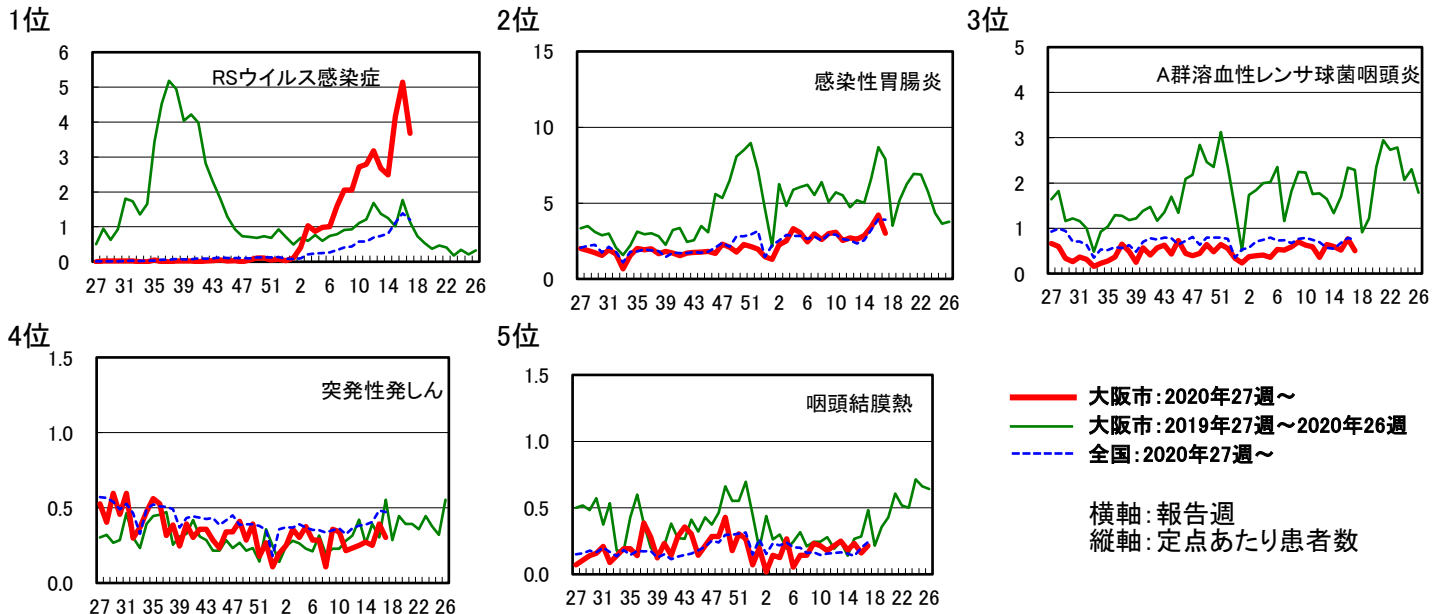 1位
RSウイルス感染症
6
5
4
3
2
1
0
27 31 35 39 43 47 51 2 6 10 14 18 22 26
2位
感染性胃腸炎
15
10
5
0
27 31 35 39 43 47 51 2 6 10 14 18 22 26
3位
A群溶血性レンサ球菌咽頭炎
5
4
3
2
1
0
27 31 35 39 43 47 51 2 6 10 14 18 22 26
4位
突発性発しん
1.5
1.0
0.5
0.0
27 31 35 39 43 47 51 2 6 10 14 18 22 26
5位
咽頭結膜熱
1.5
1.0
0.5
0.0
27 31 35 39 43 47 51 2 6 10 14 18 22 26
大阪市：2020年27週～
大阪市：2019年27週～2020年26週
全国：2020年27週～
横軸：報告週
縦軸：定点あたり患者数